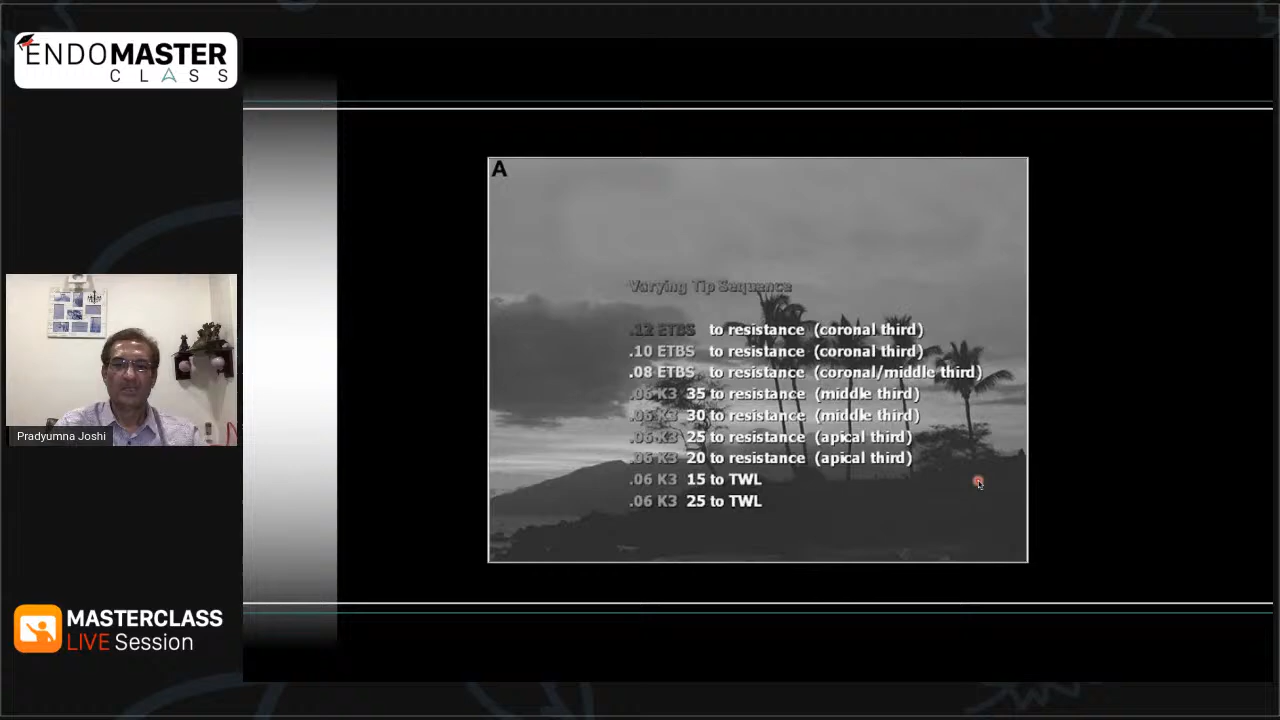 ENDOMASTER
CLASS
A
Varying Tip Sequence
.12 ETBS to resistance (coronal third)
.10 ETBS to resistance (coronal third)
.08 ETBS to resistance (coronal/middle third)
.06 K3 35 to resistance (middle third)
.06 K3 30 to resistance (middle third)
.06 K3 25 to resistance (apical third)
.06 K3 20 to resistance (apical third)
.06 K3 15 to TWL
.06 K3 25 to TWL
Pradyumna Joshi
MASTERCLASS
LIVE Session